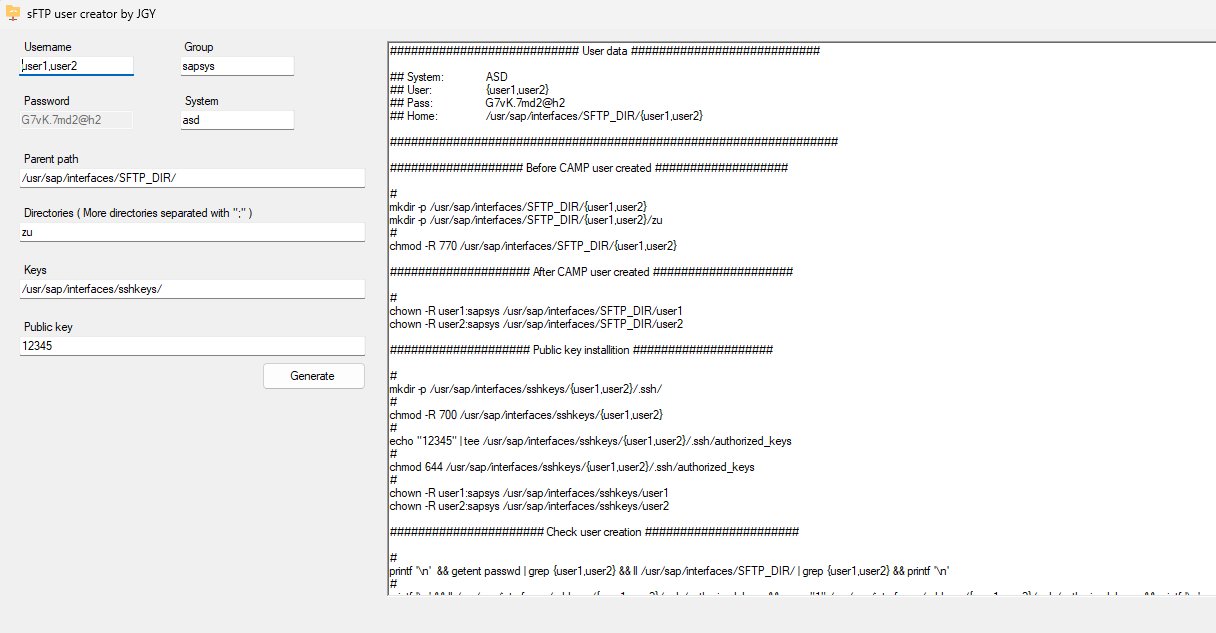 sFTP user creator by JGY
Username
Group
user1,user2
sapsys
Password
System
G7vK.7md2@h2
asd
Parent path
/usr/sap/interfaces/SFTP_DIR/
Directories ( More directories separated with ";" )
zu
Keys
/usr/sap/interfaces/sshkeys/
Public key
12345
Generate
########################### User data ###########################
## System: ASD
## User: {user1,user2}
## Pass: G7vK.7md2@h2
## Home: /usr/sap/interfaces/SFTP_DIR/{user1,user2}
################################################################
################### Before CAMP user created ###################
#
mkdir -p /usr/sap/interfaces/SFTP_DIR/{user1,user2}
mkdir -p /usr/sap/interfaces/SFTP_DIR/{user1,user2}/zu
#
chmod -R 770 /usr/sap/interfaces/SFTP_DIR/{user1,user2}
#################### After CAMP user created ####################
#
chown -R user1:sapsys /usr/sap/interfaces/SFTP_DIR/user1
chown -R user2:sapsys /usr/sap/interfaces/SFTP_DIR/user2
#################### Public key installition ####################
#
mkdir -p /usr/sap/interfaces/sshkeys/{user1,user2}/.ssh/
#
chmod -R 700 /usr/sap/interfaces/sshkeys/{user1,user2}
#
echo "12345" | tee /usr/sap/interfaces/sshkeys/{user1,user2}/.ssh/authorized_keys
#
chmod 644 /usr/sap/interfaces/sshkeys/{user1,user2}/.ssh/authorized_keys
#
chown -R user1:sapsys /usr/sap/interfaces/sshkeys/user1
chown -R user2:sapsys /usr/sap/interfaces/sshkeys/user2
###################### Check user creation ######################
#
printf '\n' && getent passwd | grep {user1,user2} && ll /usr/sap/interfaces/SFTP_DIR/ | grep {user1,user2} && printf '\n'
#